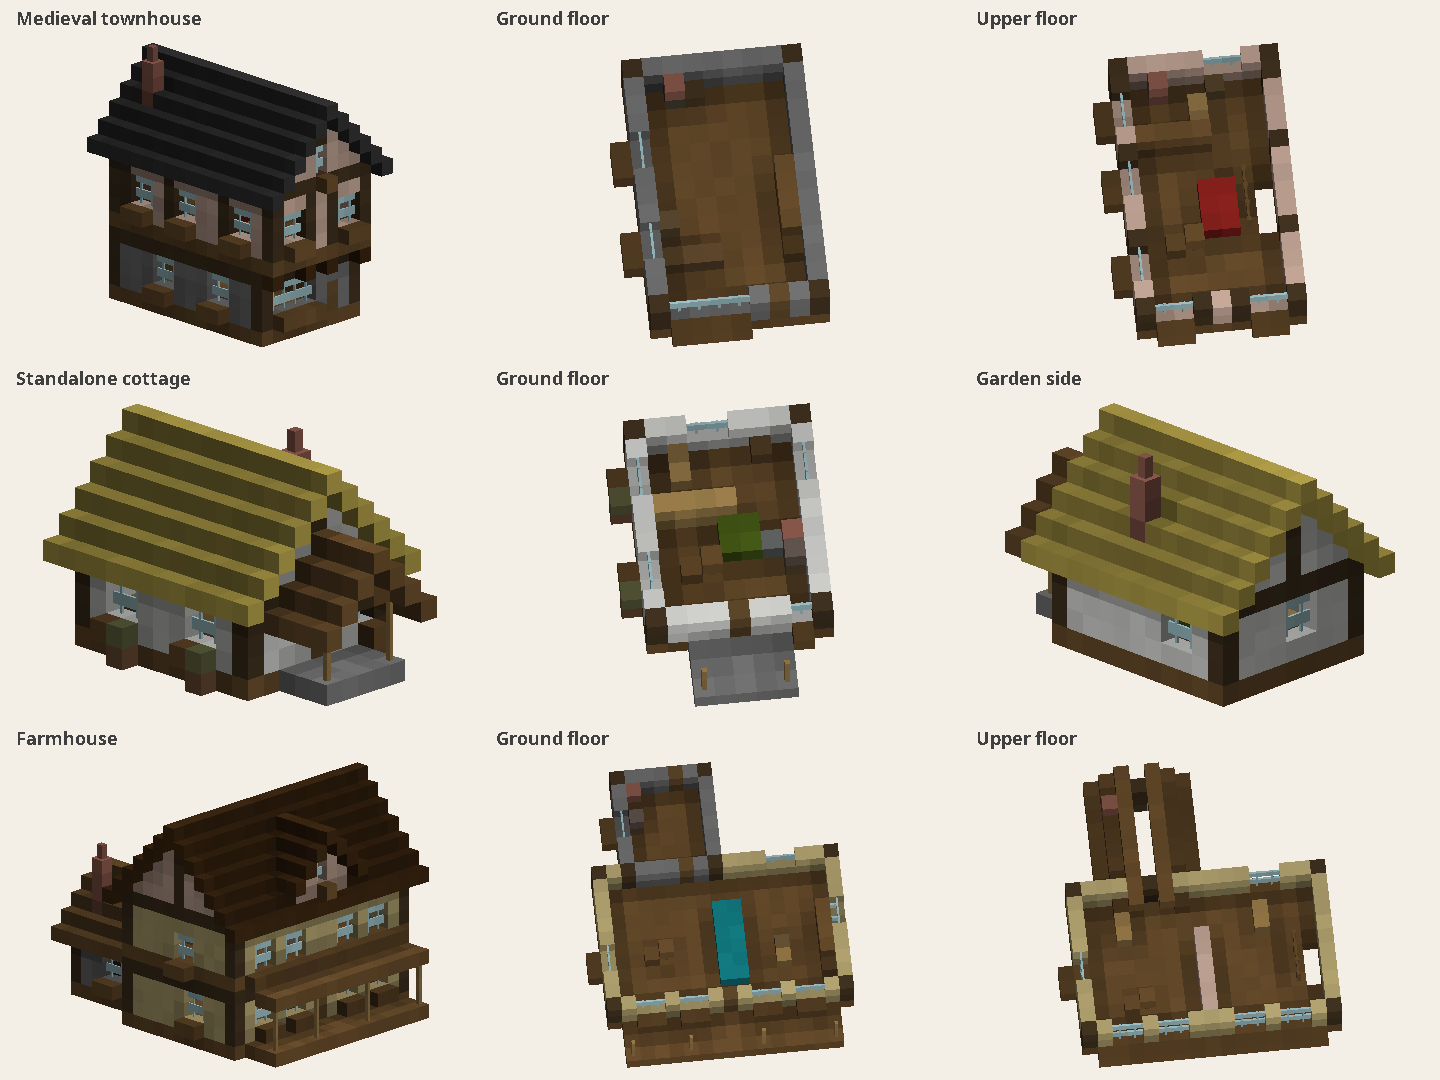 Medieval townhouse
Ground floor
Upper floor
Standalone cottage
Ground floor
Garden side
Farmhouse
Ground floor
Upper floor